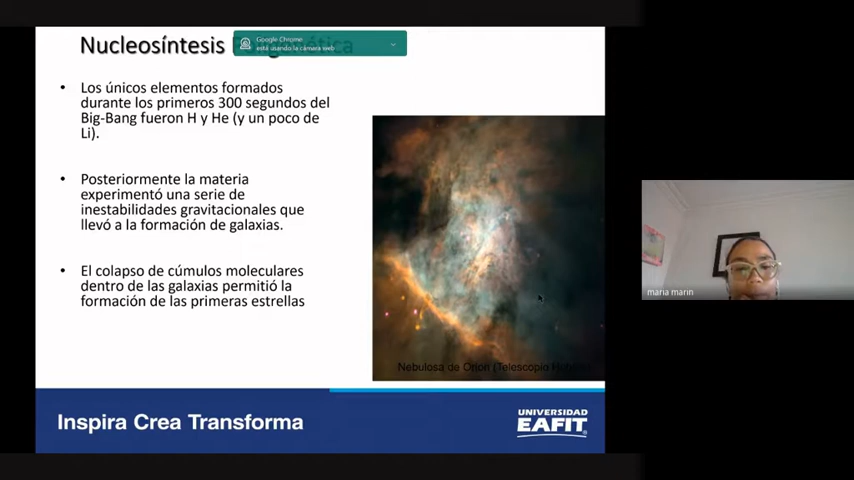 Nucleosíntesis
Google Chrome
está usando la cámara web
• Los únicos elementos formados
durante los primeros 300 segundos del
Big-Bang fueron H y He (y un poco de
Li).
• Posteriormente la materia
experimentó una serie de
inestabilidades gravitacionales que
llevó a la formación de galaxias.
• El colapso de cúmulos moleculares
dentro de las galaxias permitió la
formación de las primeras estrellas
Nebulosa de Orion (Telescopio
maria marin
Inspira Crea Transforma
UNIVERSIDAD
EAFIT